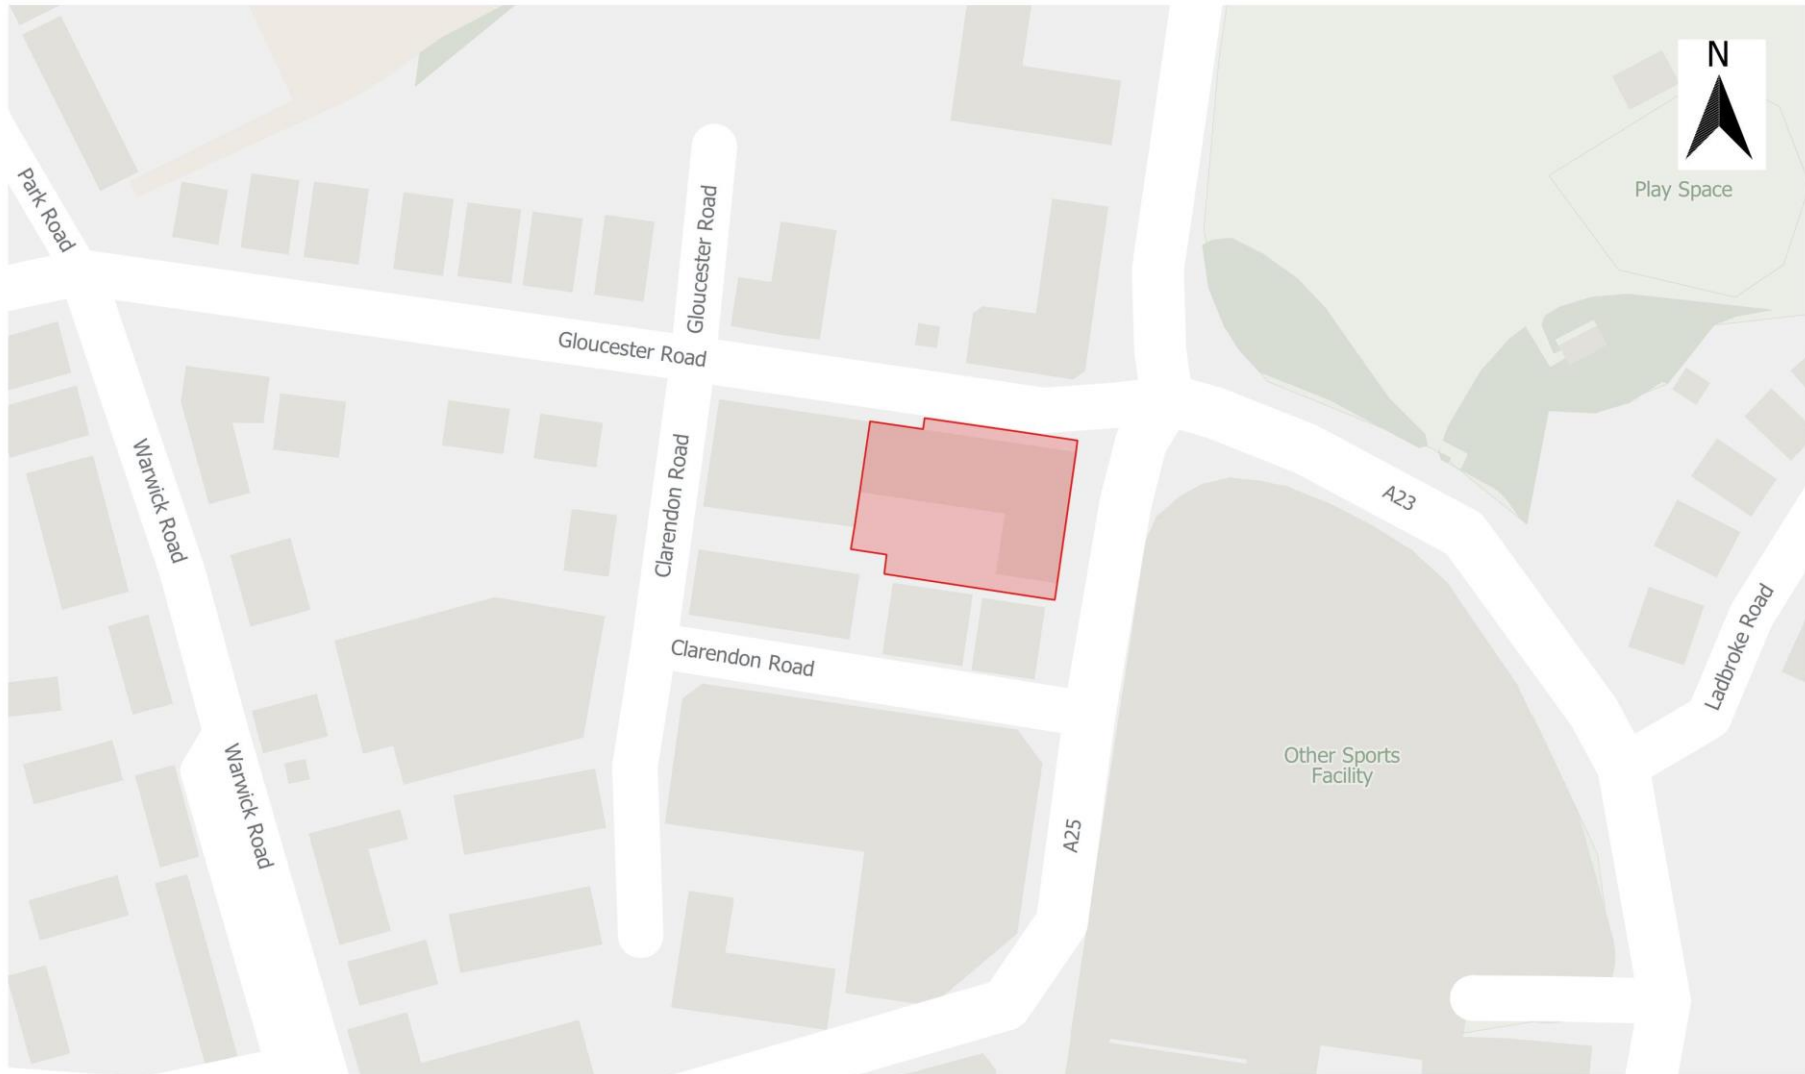 N
Play Space
Park Road
Gloucester Road
Gloucester Road
Warwick Road
Clarendon Road
A23
Clarendon Road
Ladbroke Road
Other Sports
Facility
Warwick Road
A25